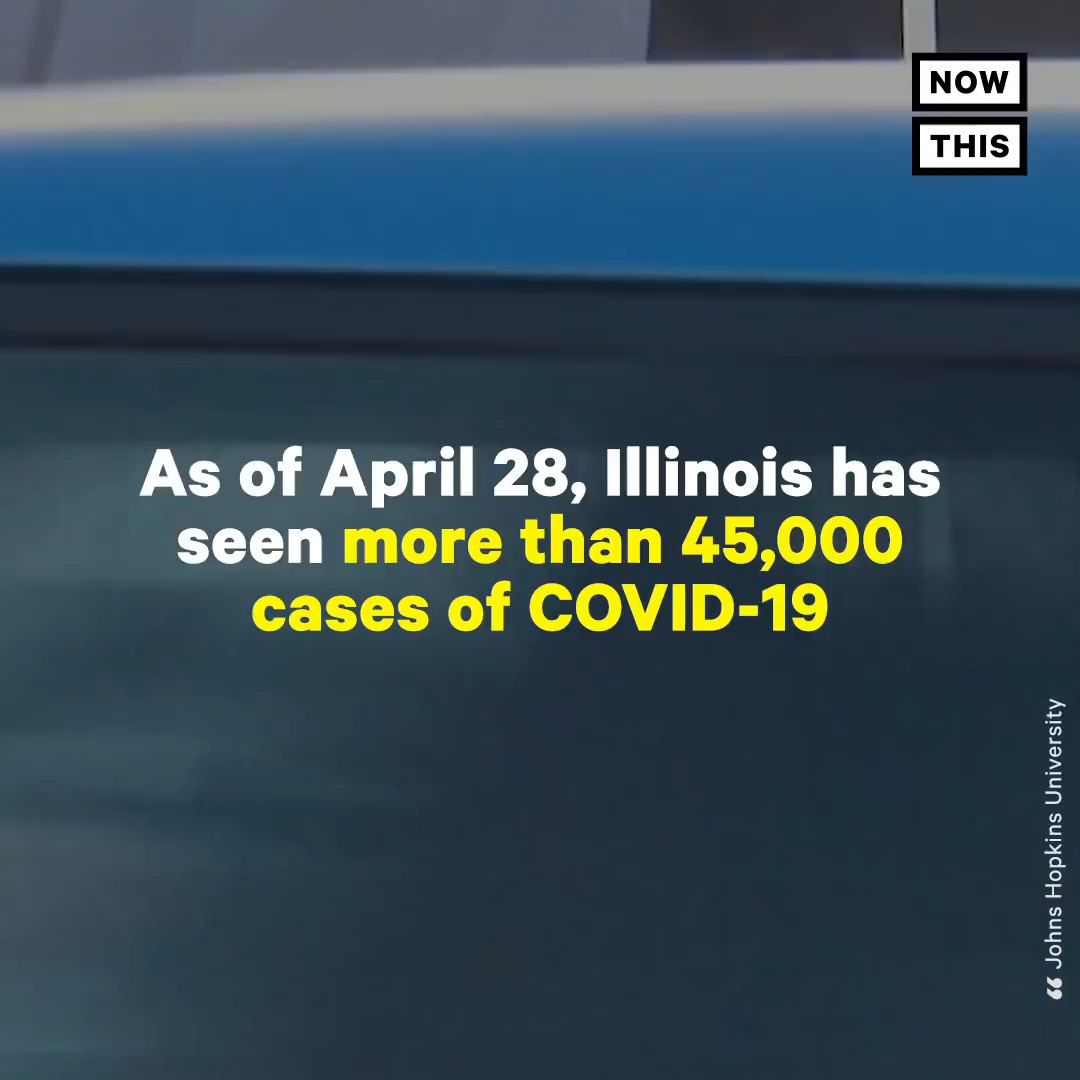 NOW
THIS
As of April 28, Illinois has
seen more than 45,000
cases of COVID-19
“ Johns Hopkins University